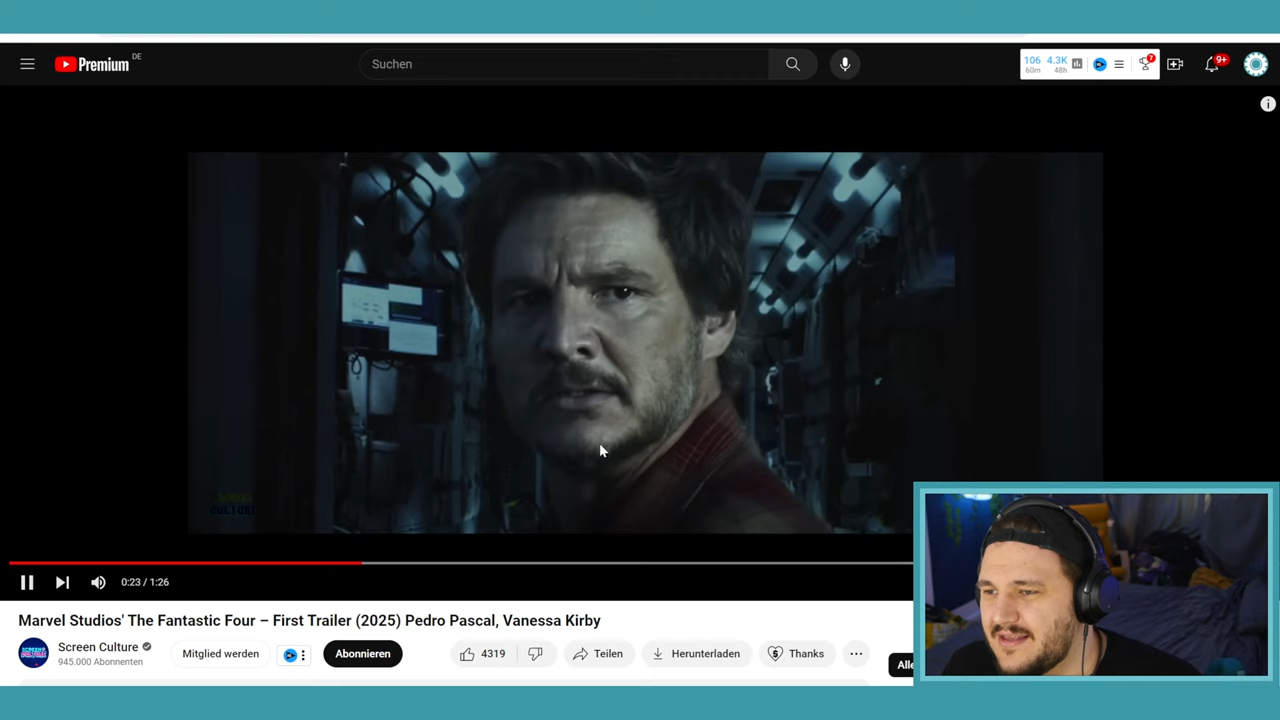 Premium DE
Suchen
106 4.3K
60m 48h
7
9+
CULTURE
0:23 / 1:26
Marvel Studios' The Fantastic Four – First Trailer (2025) Pedro Pascal, Vanessa Kirby
Screen Culture
945.000 Abonnenten
Mitglied werden
Abonnieren
4319
Teilen
Herunterladen
Thanks
Alle